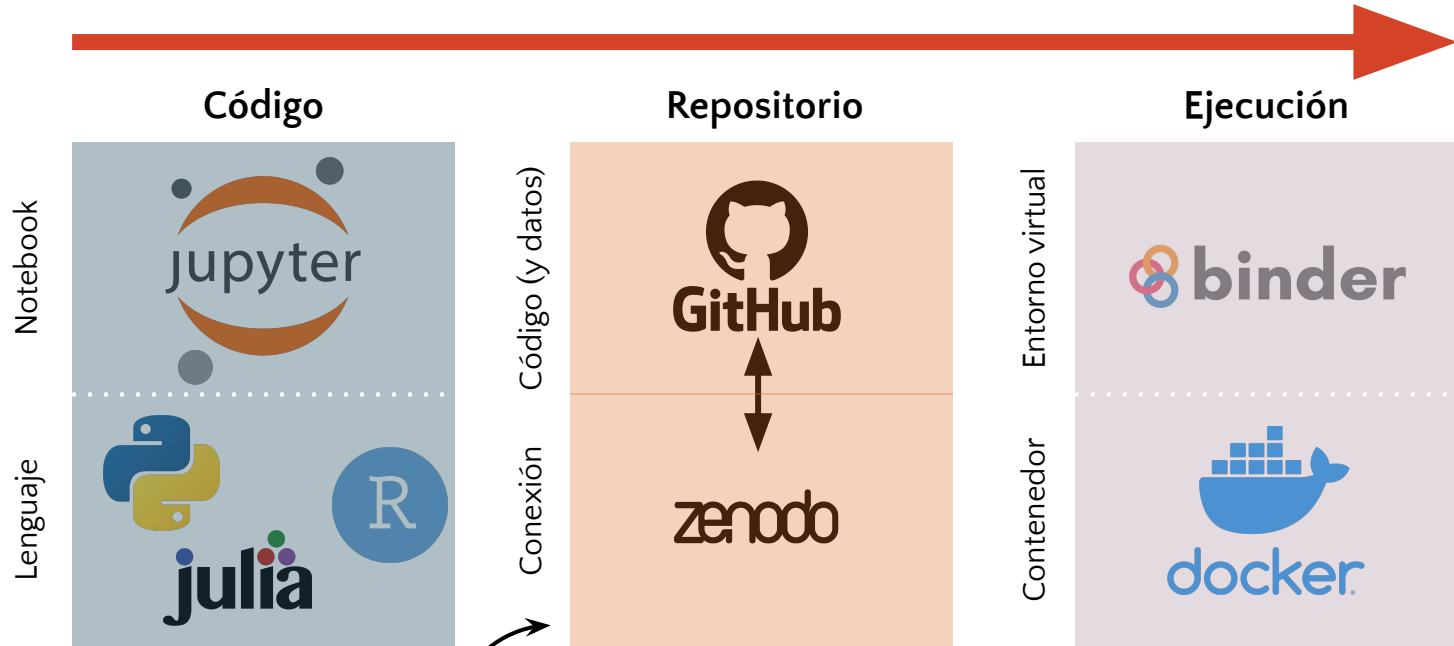 Código
Repositorio
Ejecución
Notebook
jupyter
Código (y datos)
GitHub
Entorno virtual
binder
Lenguaje
R
julia
Conexión
zenodo
Contenedor
docker